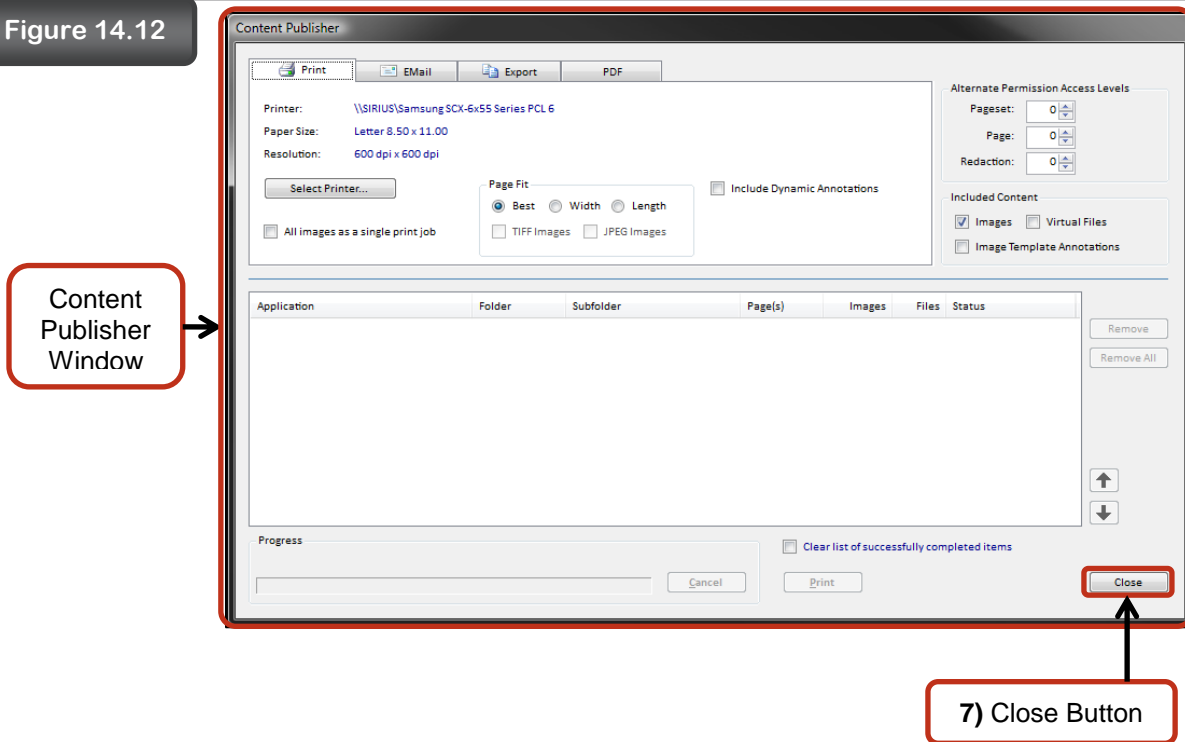 Figure 14.12
Content Publisher
Print EMail Export PDF
Printer: \\SIRIUS\Samsung SCX-6x55 Series PCL 6
Paper Size: Letter 8.50 x 11.00
Resolution: 600 dpi x 600 dpi
Select Printer...
All images as a single print job
Page Fit
Best Width Length
TIFF Images JPEG Images
Include Dynamic Annotations
Alternate Permission Access Levels
Pageset: 0
Page: 0
Redaction: 0
Included Content
Images Virtual Files
Image Template Annotations
Content
Publisher
Window
Application Folder Subfolder Page(s) Images Files Status
Remove
Remove All
Progress
Cancel
Clear list of successfully completed items
Print
Close
7) Close Button